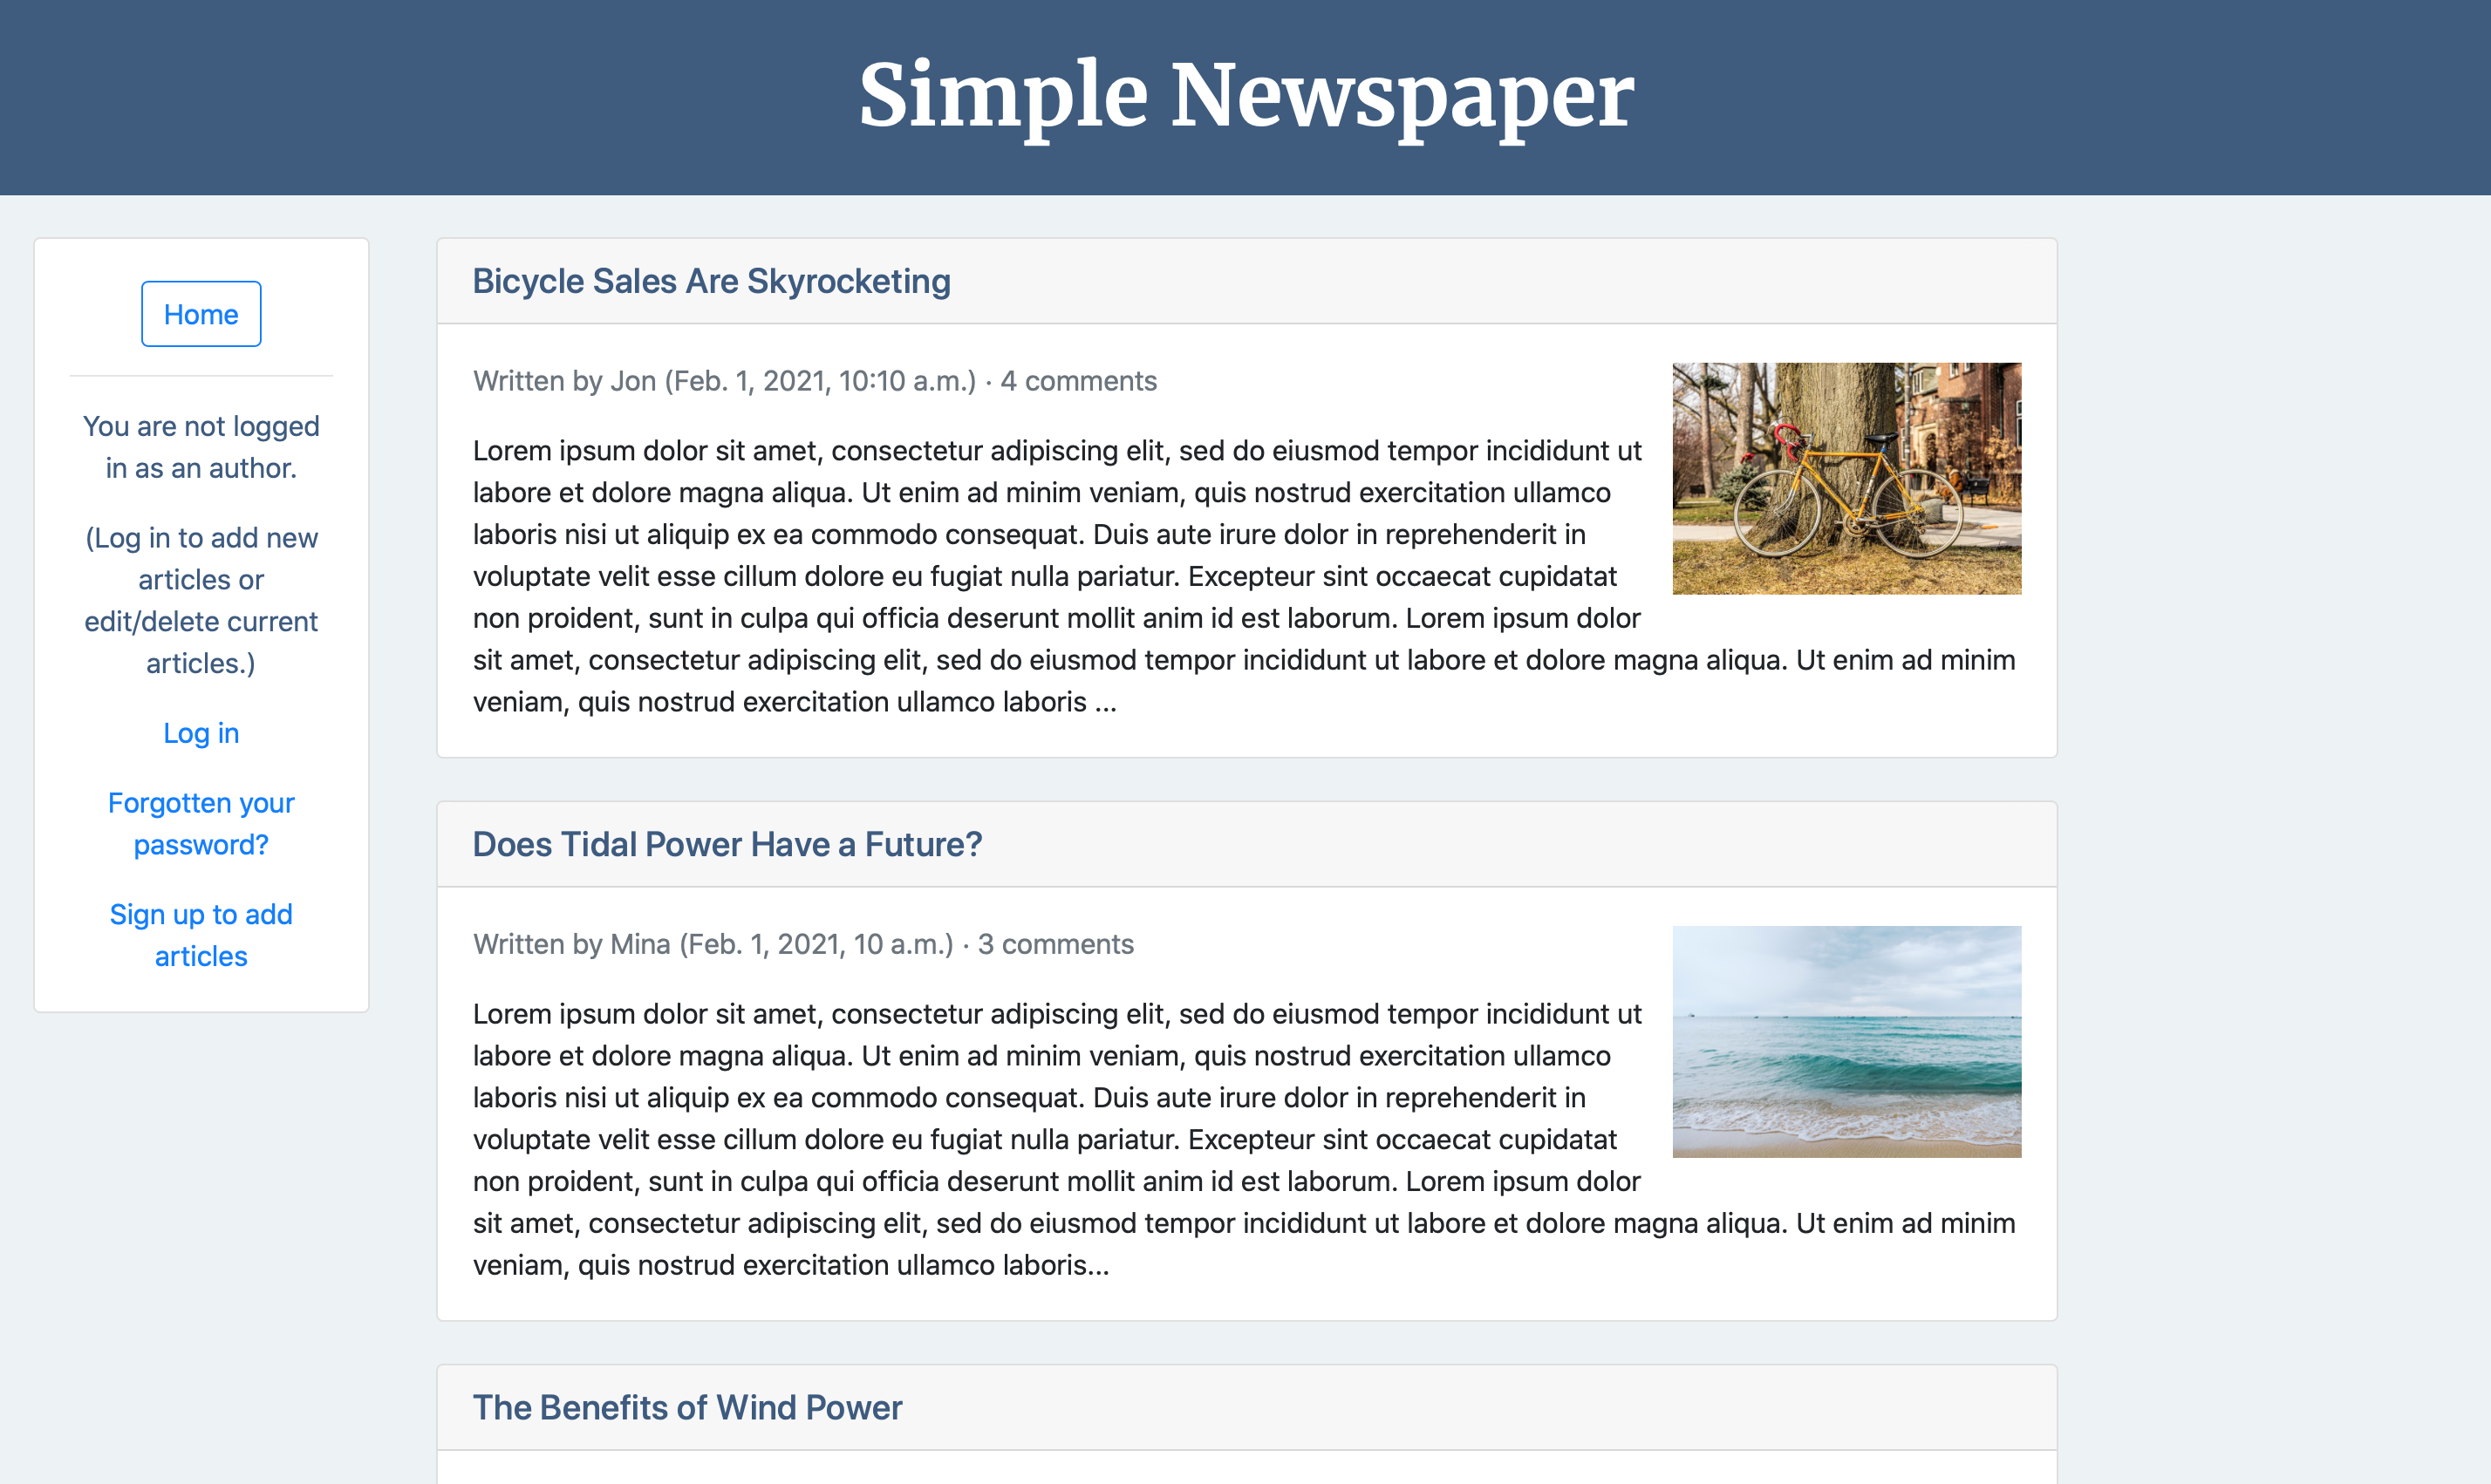 Simple Newspaper
Home
You are not logged
in as an author.
(Log in to add new
articles or
edit/delete current
articles.)
Log in
Forgotten your
password?
Sign up to add
articles
Bicycle Sales Are Skyrocketing
Written by Jon (Feb. 1, 2021, 10:10 a.m.) · 4 comments
Lorem ipsum dolor sit amet, consectetur adipiscing elit, sed do eiusmod tempor incididunt ut
labore et dolore magna aliqua. Ut enim ad minim veniam, quis nostrud exercitation ullamco
laboris nisi ut aliquip ex ea commodo consequat. Duis aute irure dolor in reprehenderit in
voluptate velit esse cillum dolore eu fugiat nulla pariatur. Excepteur sint occaecat cupidatat
non proident, sunt in culpa qui officia deserunt mollit anim id est laborum. Lorem ipsum dolor
sit amet, consectetur adipiscing elit, sed do eiusmod tempor incididunt ut labore et dolore magna aliqua. Ut enim ad minim
veniam, quis nostrud exercitation ullamco laboris ...
Does Tidal Power Have a Future?
Written by Mina (Feb. 1, 2021, 10 a.m.) · 3 comments
Lorem ipsum dolor sit amet, consectetur adipiscing elit, sed do eiusmod tempor incididunt ut
labore et dolore magna aliqua. Ut enim ad minim veniam, quis nostrud exercitation ullamco
laboris nisi ut aliquip ex ea commodo consequat. Duis aute irure dolor in reprehenderit in
voluptate velit esse cillum dolore eu fugiat nulla pariatur. Excepteur sint occaecat cupidatat
non proident, sunt in culpa qui officia deserunt mollit anim id est laborum. Lorem ipsum dolor
sit amet, consectetur adipiscing elit, sed do eiusmod tempor incididunt ut labore et dolore magna aliqua. Ut enim ad minim
veniam, quis nostrud exercitation ullamco laboris...
The Benefits of Wind Power